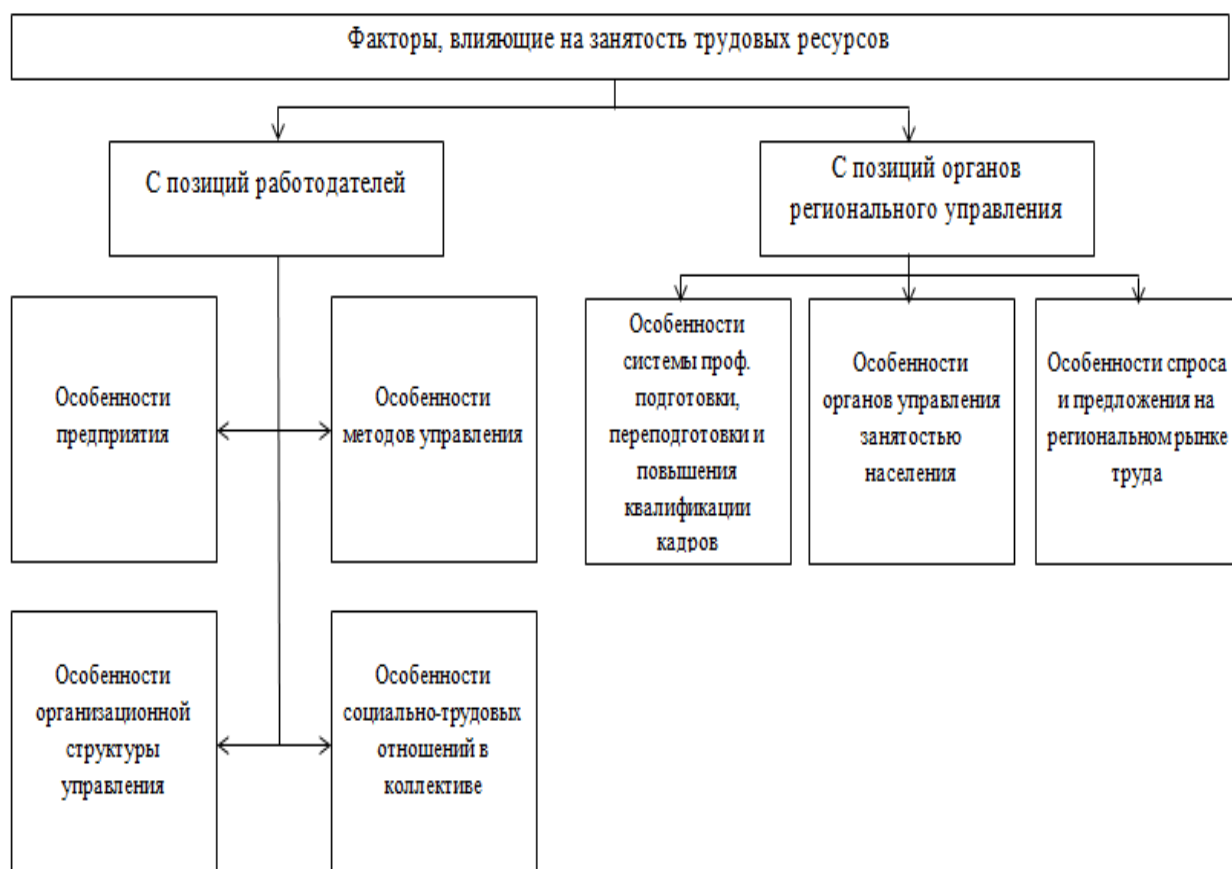 Факторы, влияющие на занятость трудовых ресурсов
С позиций работодателей
С позиций органов
регионального управления
Особенности
предприятия
Особенности
методов управления
Особенности
системы проф.
подготовки,
переподготовки и
повышения
квалификации
кадров
Особенности
органов управления
занятостью
населения
Особенности спроса
и предложения на
региональном рынке
труда
Особенности
организационной
структуры
управления
Особенности
социально-трудовых
отношений в
коллективе